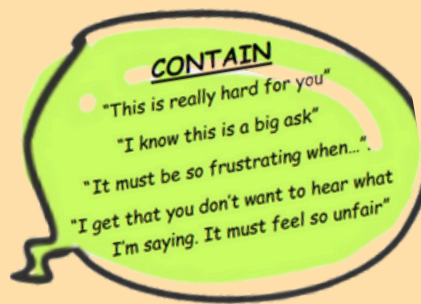 CONTAIN
"This is really hard for you"
"I know this is a big ask"
"It must be so frustrating when...".
"I get that you don't want to hear what
I'm saying. It must feel so unfair"